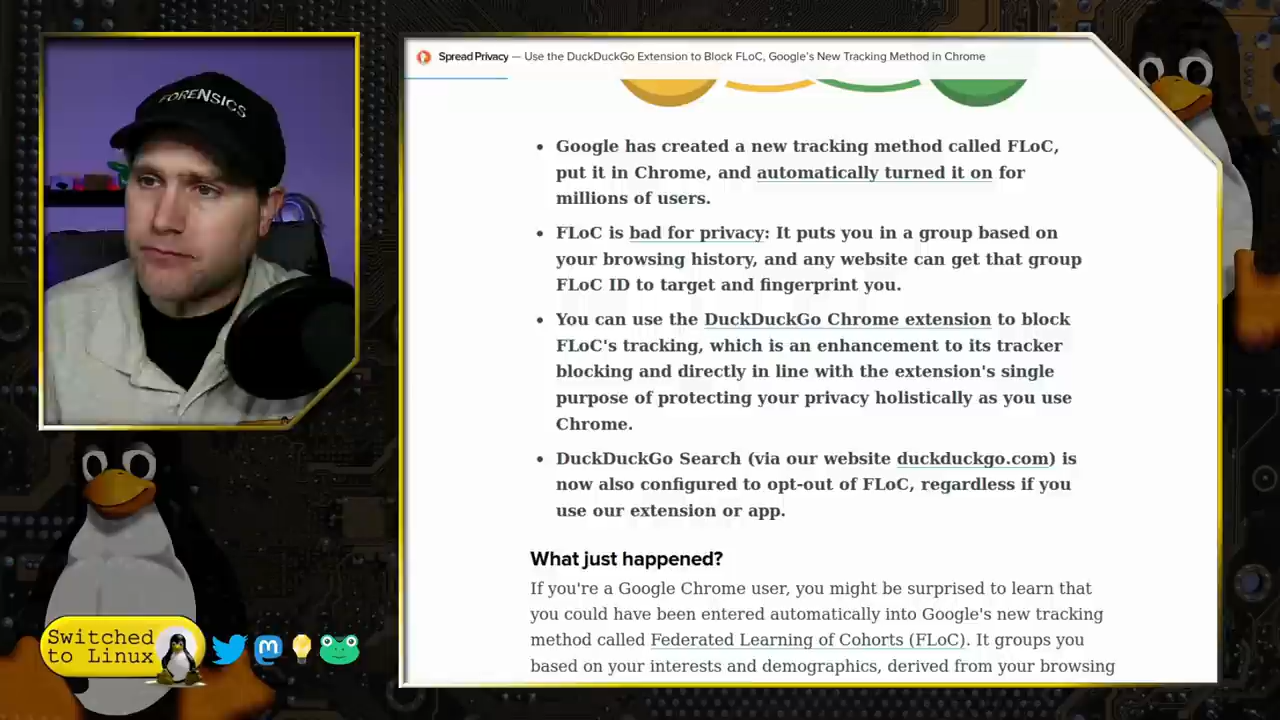 FORENSICS
Spread Privacy — Use the DuckDuckGo Extension to Block FLoC, Google's New Tracking Method in Chrome
• Google has created a new tracking method called FLoC,
put it in Chrome, and automatically turned it on for
millions of users.
• FLoC is bad for privacy: It puts you in a group based on
your browsing history, and any website can get that group
FLoC ID to target and fingerprint you.
• You can use the DuckDuckGo Chrome extension to block
FLoC's tracking, which is an enhancement to its tracker
blocking and directly in line with the extension's single
purpose of protecting your privacy holistically as you use
Chrome.
• DuckDuckGo Search (via our website duckduckgo.com) is
now also configured to opt-out of FLoC, regardless if you
use our extension or app.
What just happened?
If you're a Google Chrome user, you might be surprised to learn that
you could have been entered automatically into Google's new tracking
method called Federated Learning of Cohorts (FLoC). It groups you
based on your interests and demographics, derived from your browsing
Switched
to Linux